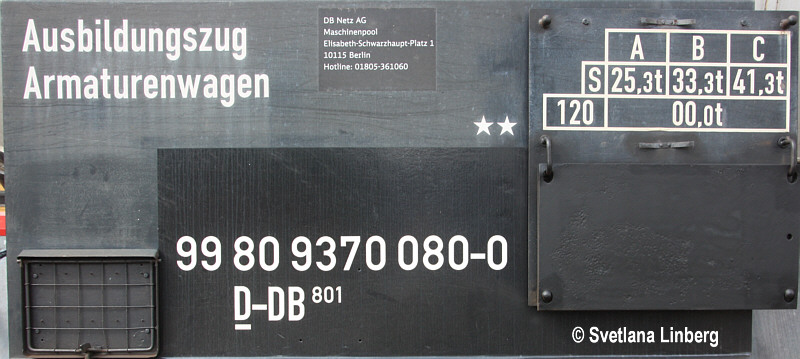 Ausbildungszug
Armaturenwagen
DB Netz AG
Maschinenpool
Elisabeth-Schwarzhaupt-Platz 1
10115 Berlin
Hotline: 01805-361060
★★
A B C
S 25,3t 33,3t 41,3t
120 00,0t
99 80 9370 080-0
D-DB 801
© Svetlana Linberg